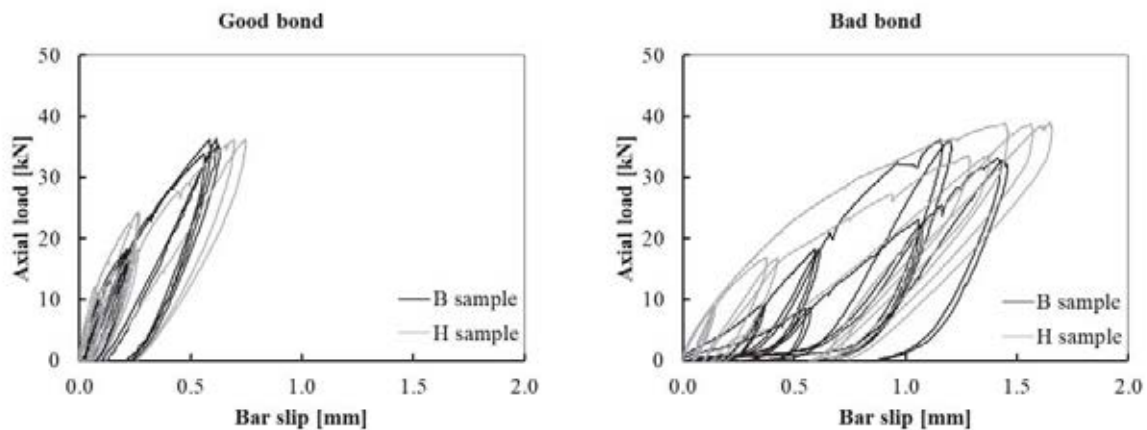 Good bond
50
40
30
20
10
0
Axial load [kN]
B sample
H sample
0.0 0.5 1.0 1.5 2.0
Bar slip [mm]
Bad bond
50
40
30
20
10
0
Axial load [kN]
B sample
H sample
0.0 0.5 1.0 1.5 2.0
Bar slip [mm]